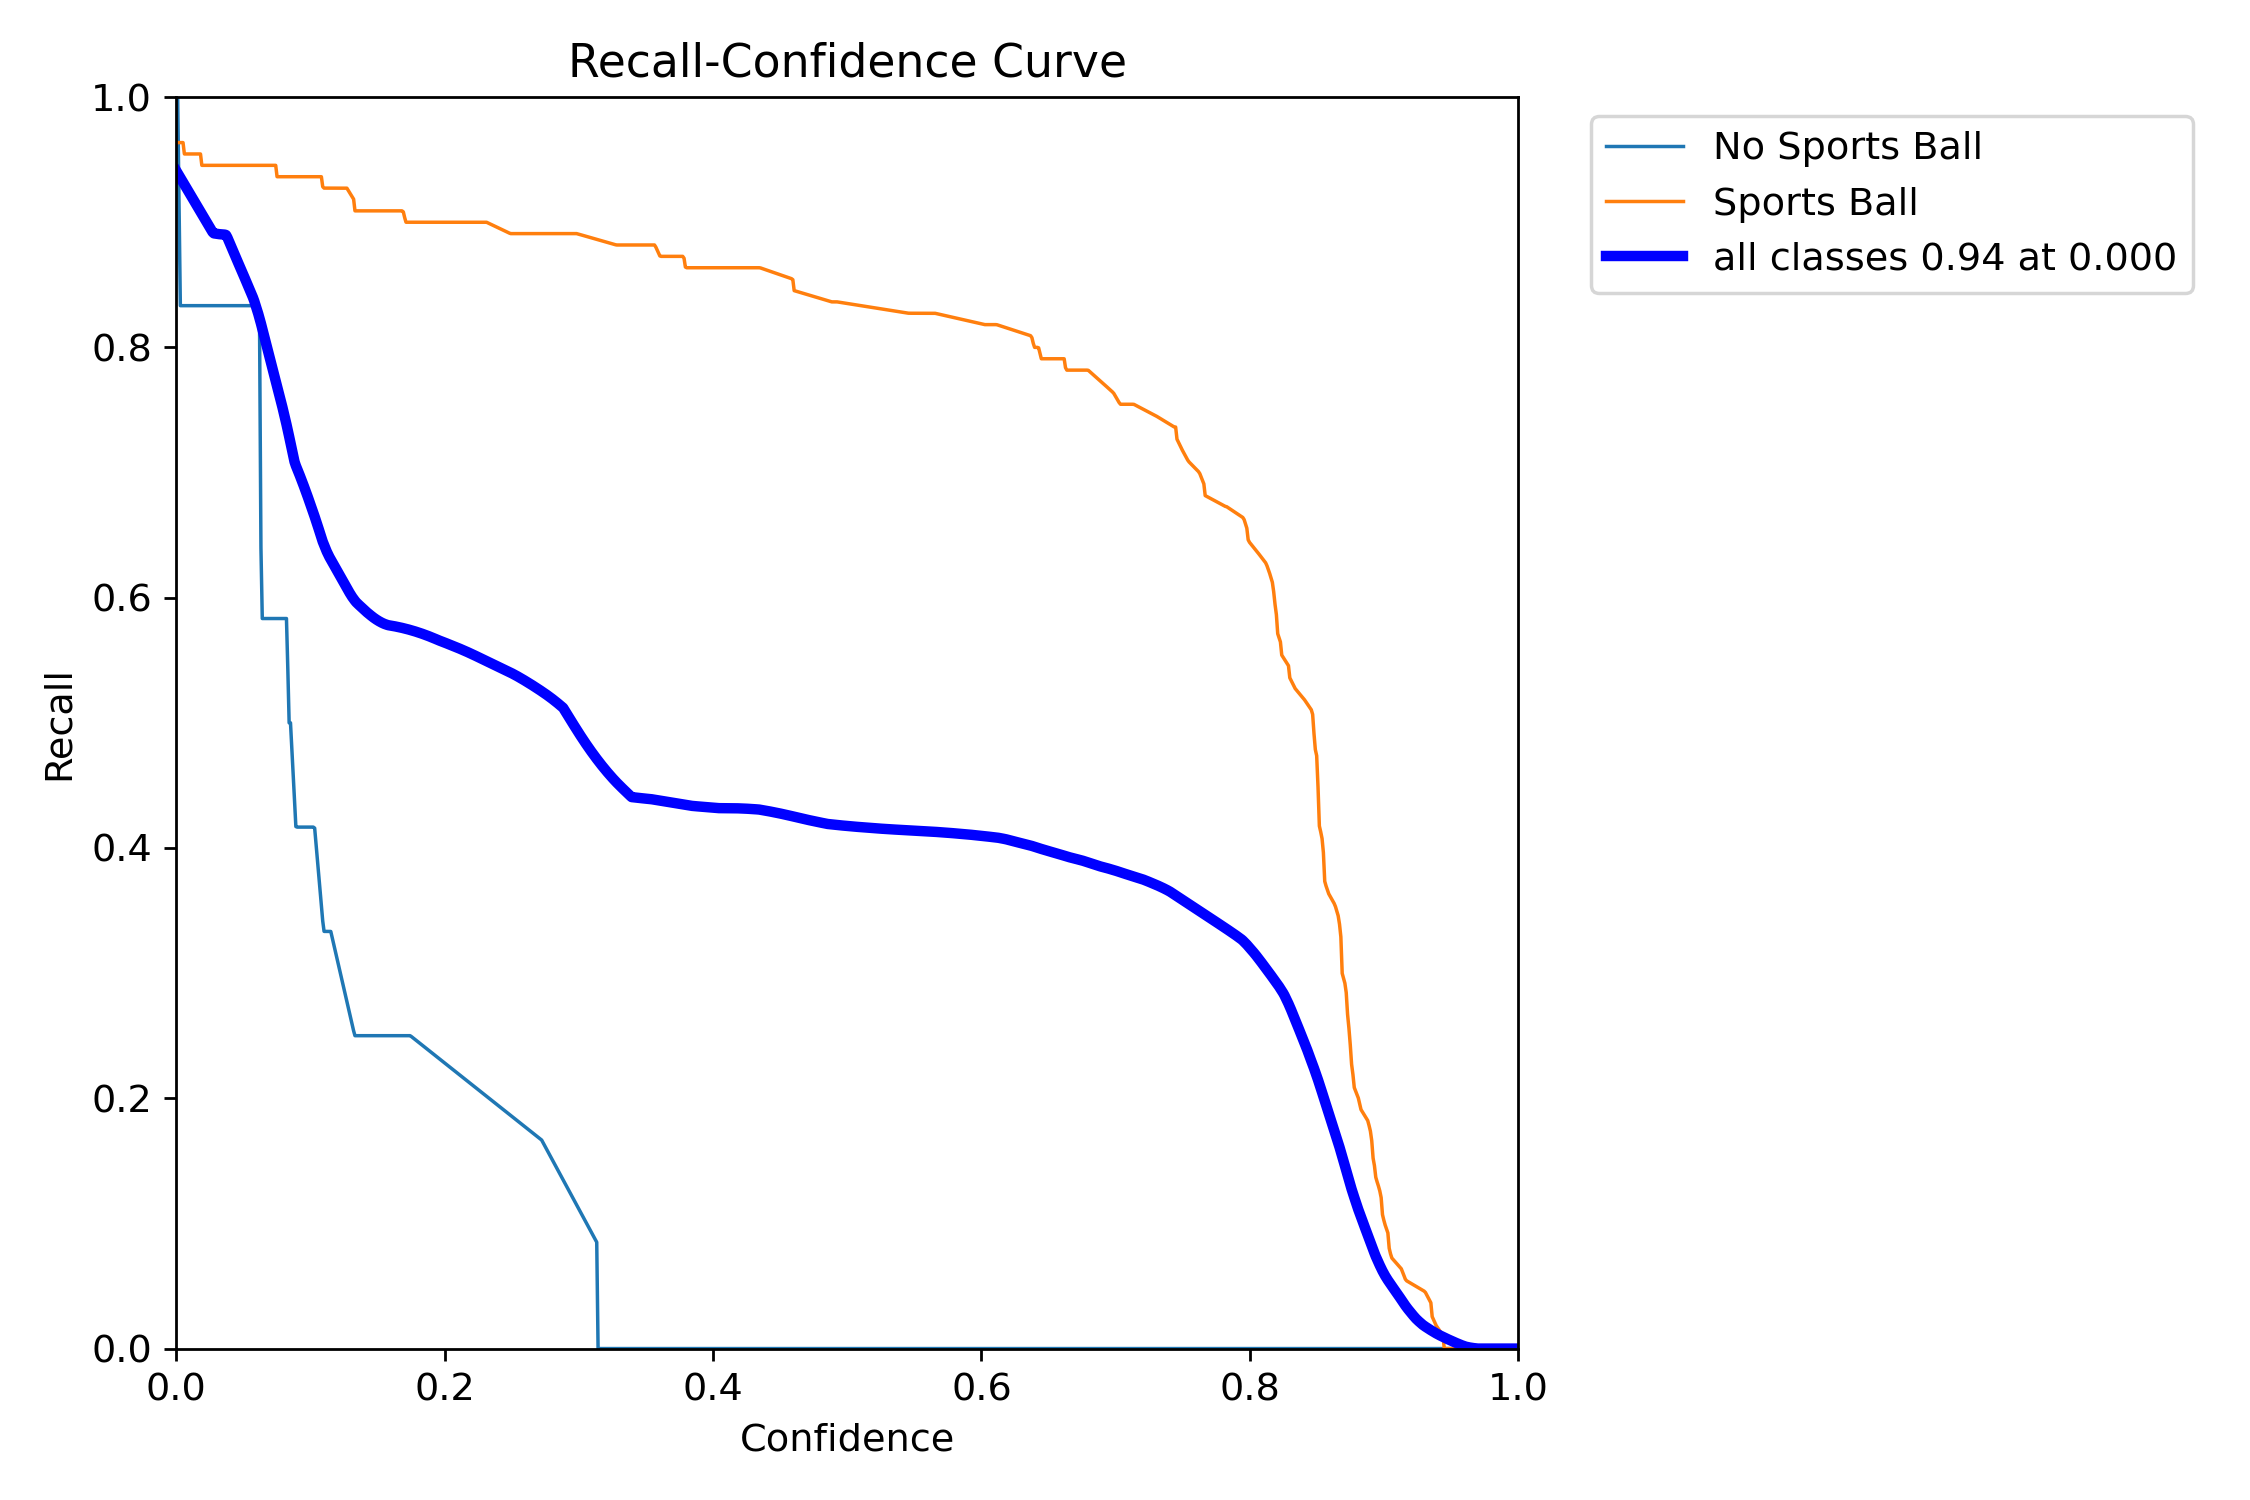 Recall-Confidence Curve
1.0
0.8
0.6
0.4
0.2
0.0
Recall
0.0 0.2 0.4 0.6 0.8 1.0
Confidence
No Sports Ball
Sports Ball
all classes 0.94 at 0.000